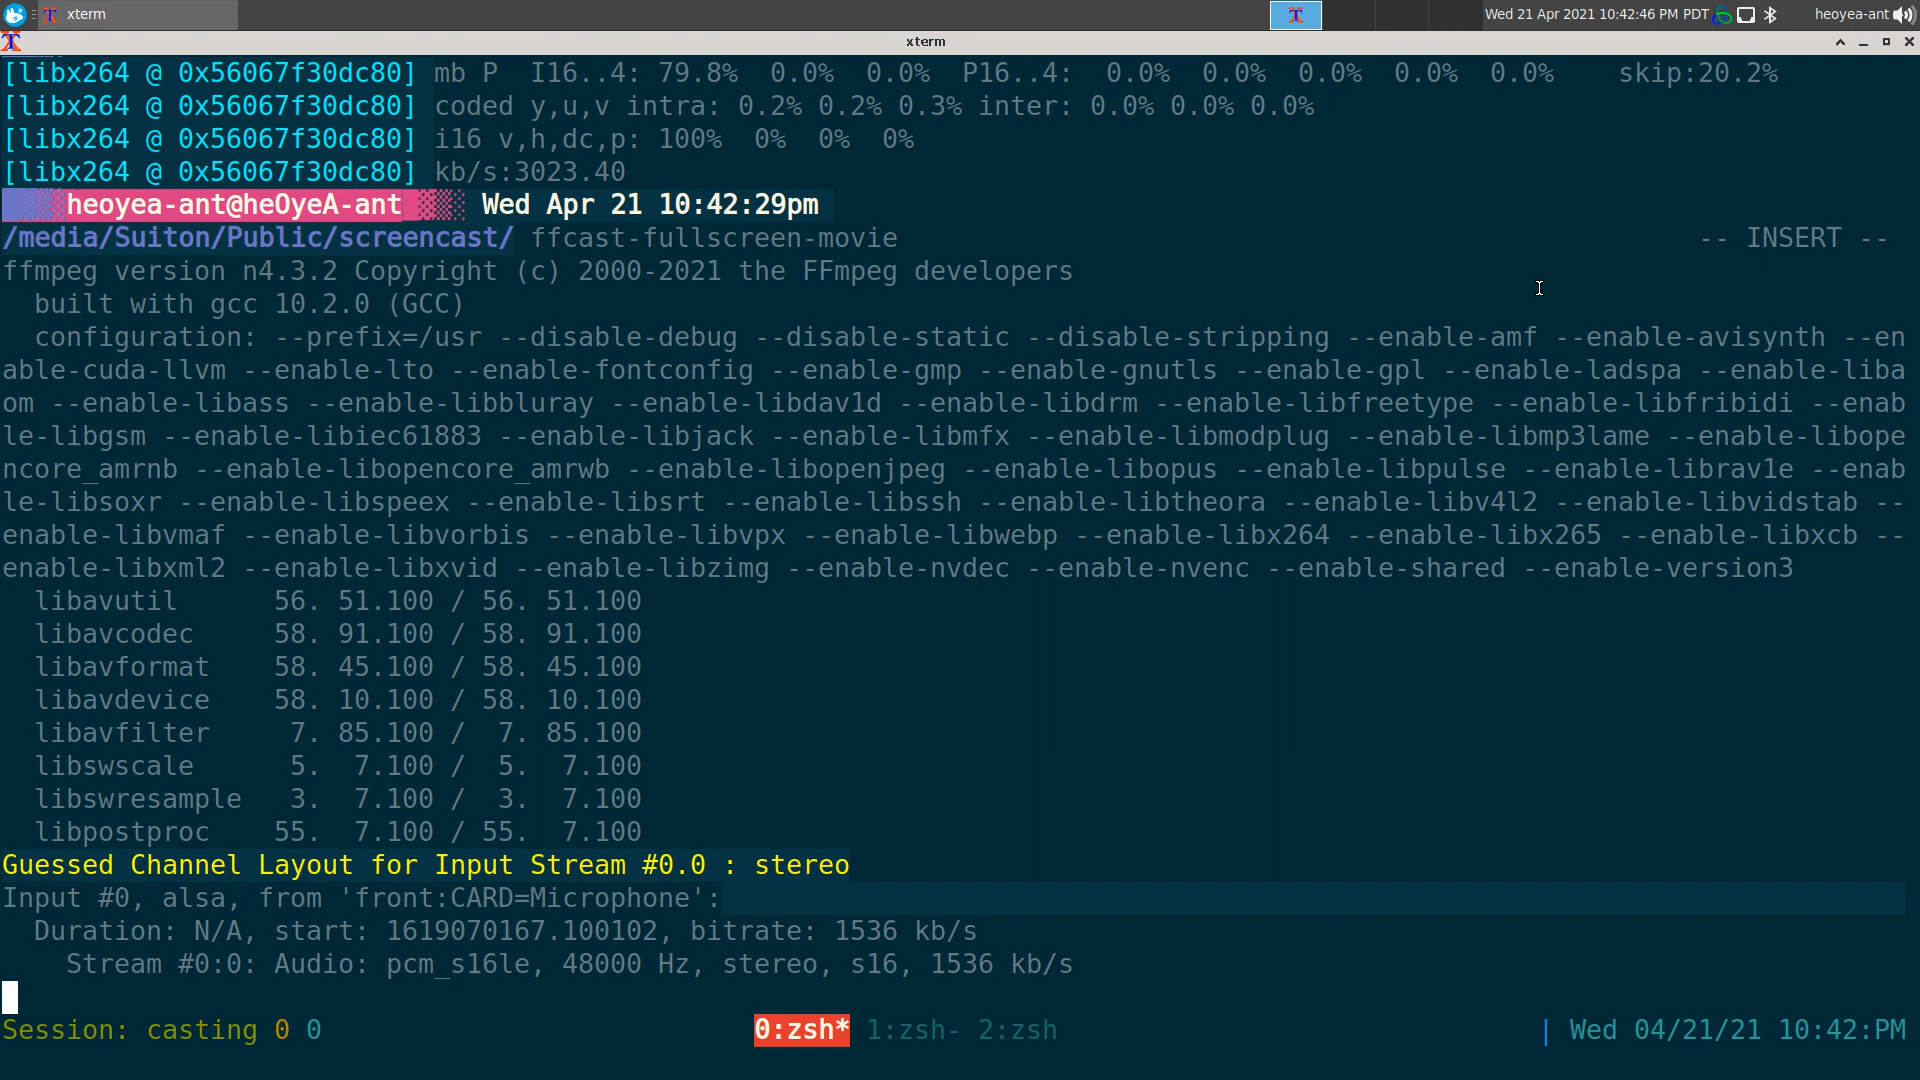 xterm
Wed 21 Apr 2021 10:42:46 PM PDT
heoyea-ant
xterm
[libx264 @ 0x56067f30dc80] mb P  I16..4: 79.8%  0.0%  0.0%  P16..4:  0.0%  0.0%  0.0%  0.0%  0.0%    skip:20.2%
[libx264 @ 0x56067f30dc80] coded y,u,v intra: 0.2% 0.2% 0.3% inter: 0.0% 0.0% 0.0%
[libx264 @ 0x56067f30dc80] i16 v,h,dc,p: 100%  0%  0%  0%
[libx264 @ 0x56067f30dc80] kb/s:3023.40
heoyea-ant@heOyeA-ant Wed Apr 21 10:42:29pm
/media/Suiton/Public/screencast/ ffcast-fullscreen-movie -- INSERT --
ffmpeg version n4.3.2 Copyright (c) 2000-2021 the FFmpeg developers
built with gcc 10.2.0 (GCC)
configuration: --prefix=/usr --disable-debug --disable-static --disable-stripping --enable-amf --enable-avisynth --en
able-cuda-llvm --enable-lto --enable-fontconfig --enable-gmp --enable-gnutls --enable-gpl --enable-ladspa --enable-liba
om --enable-libass --enable-libbluray --enable-libdav1d --enable-libdrm --enable-libfreetype --enable-libfribidi --enab
le-libgsm --enable-libiec61883 --enable-libjack --enable-libmfx --enable-libmodplug --enable-libmp3lame --enable-libope
ncore_amrnb --enable-libopencore_amrwb --enable-libopenjpeg --enable-libopus --enable-libpulse --enable-librav1e --enab
le-libsoxr --enable-libspeex --enable-libsrt --enable-libssh --enable-libtheora --enable-libv4l2 --enable-libvidstab --
enable-libvmaf --enable-libvorbis --enable-libvpx --enable-libwebp --enable-libx264 --enable-libx265 --enable-libxcb --
enable-libxml2 --enable-libxvid --enable-libzimg --enable-nvdec --enable-nvenc --enable-shared --enable-version3
libavutil      56. 51.100 / 56. 51.100
libavcodec     58. 91.100 / 58. 91.100
libavformat    58. 45.100 / 58. 45.100
libavdevice    58. 10.100 / 58. 10.100
libavfilter     7. 85.100 /  7. 85.100
libswscale      5.  7.100 /  5.  7.100
libswresample   3.  7.100 /  3.  7.100
libpostproc    55.  7.100 / 55.  7.100
Guessed Channel Layout for Input Stream #0.0 : stereo
Input #0, alsa, from 'front:CARD=Microphone':
Duration: N/A, start: 1619070167.100102, bitrate: 1536 kb/s
Stream #0:0: Audio: pcm_s16le, 48000 Hz, stereo, s16, 1536 kb/s
Session: casting 0 0 0:zsh* 1:zsh- 2:zsh | Wed 04/21/21 10:42:PM